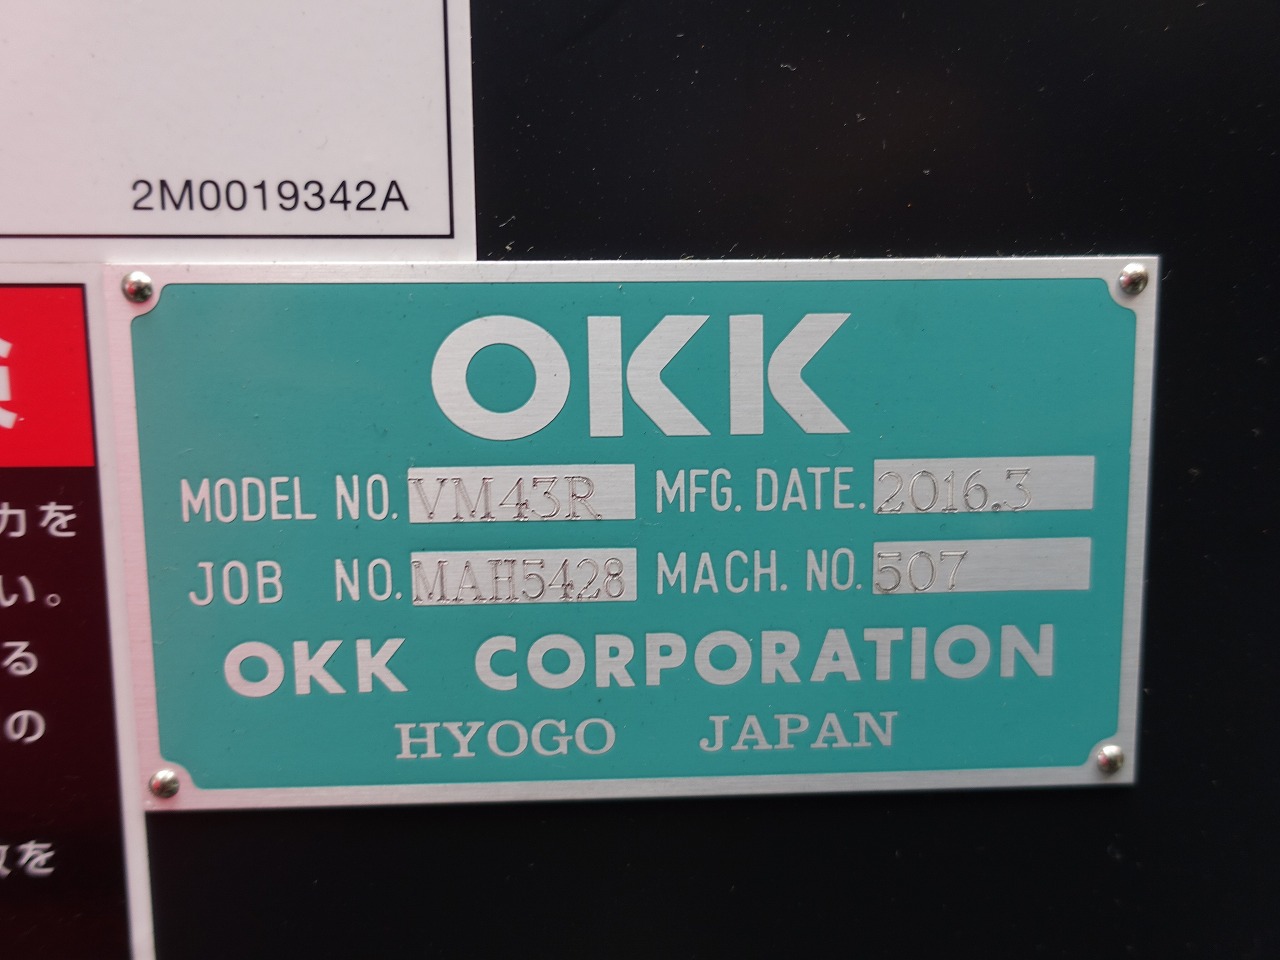 2M0019342A
OKK
MODEL NO. VM43R MFG. DATE. 2016.3
JOB NO. MAH5428 MACH. NO. 507
OKK CORPORATION
HYOGO JAPAN
力を
い。
る
の
を